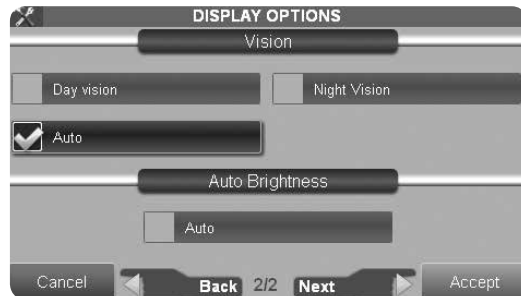 DISPLAY OPTIONS
Vision
Day vision Night Vision
Auto
Auto Brightness
Auto
Cancel Back 2/2 Next Accept